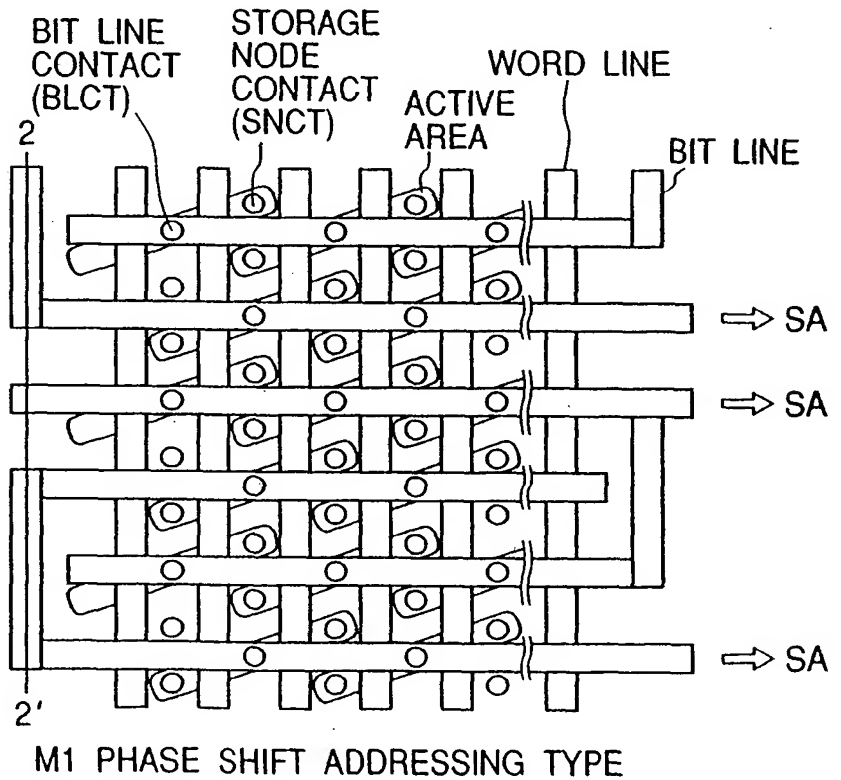 BIT LINE
CONTACT
(BLCT)
STORAGE
NODE
CONTACT
(SNCT)
ACTIVE
AREA
WORD LINE
BIT LINE
2
SA
SA
SA
2'
M1 PHASE SHIFT ADDRESSING TYPE